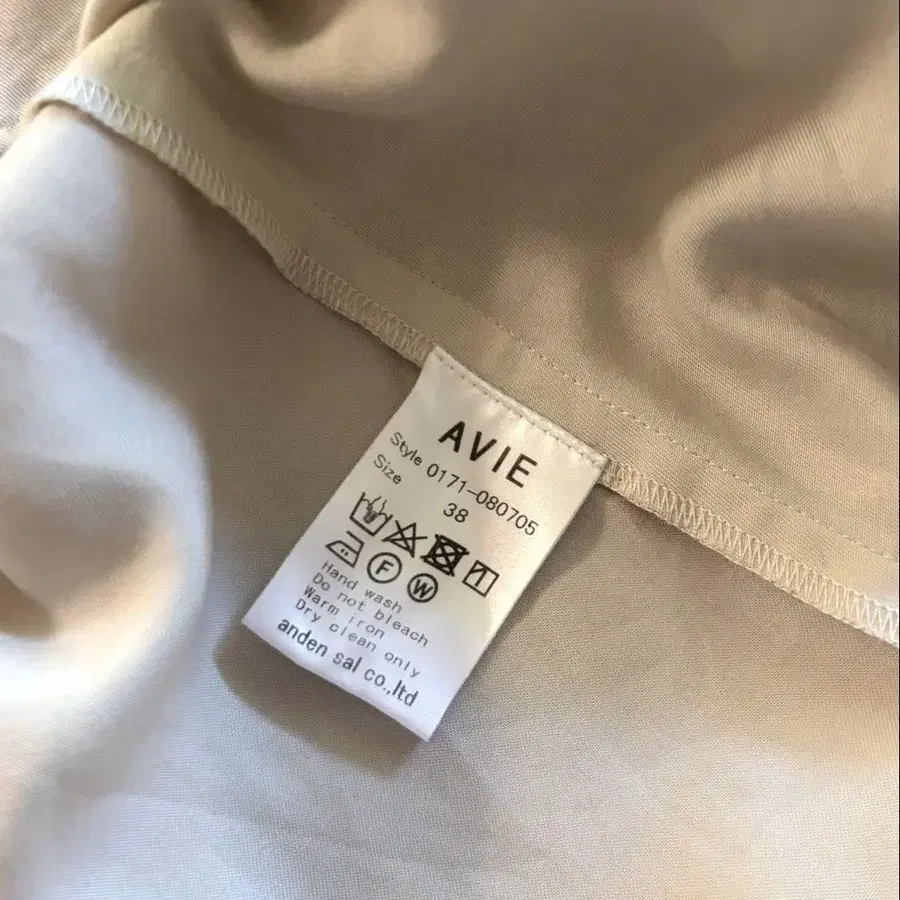 AVIE
Style 0171-080705
Size 38
F W
Hand wash
Do not bleach
Warm iron
Dry clean only
anden sal co.,ltd